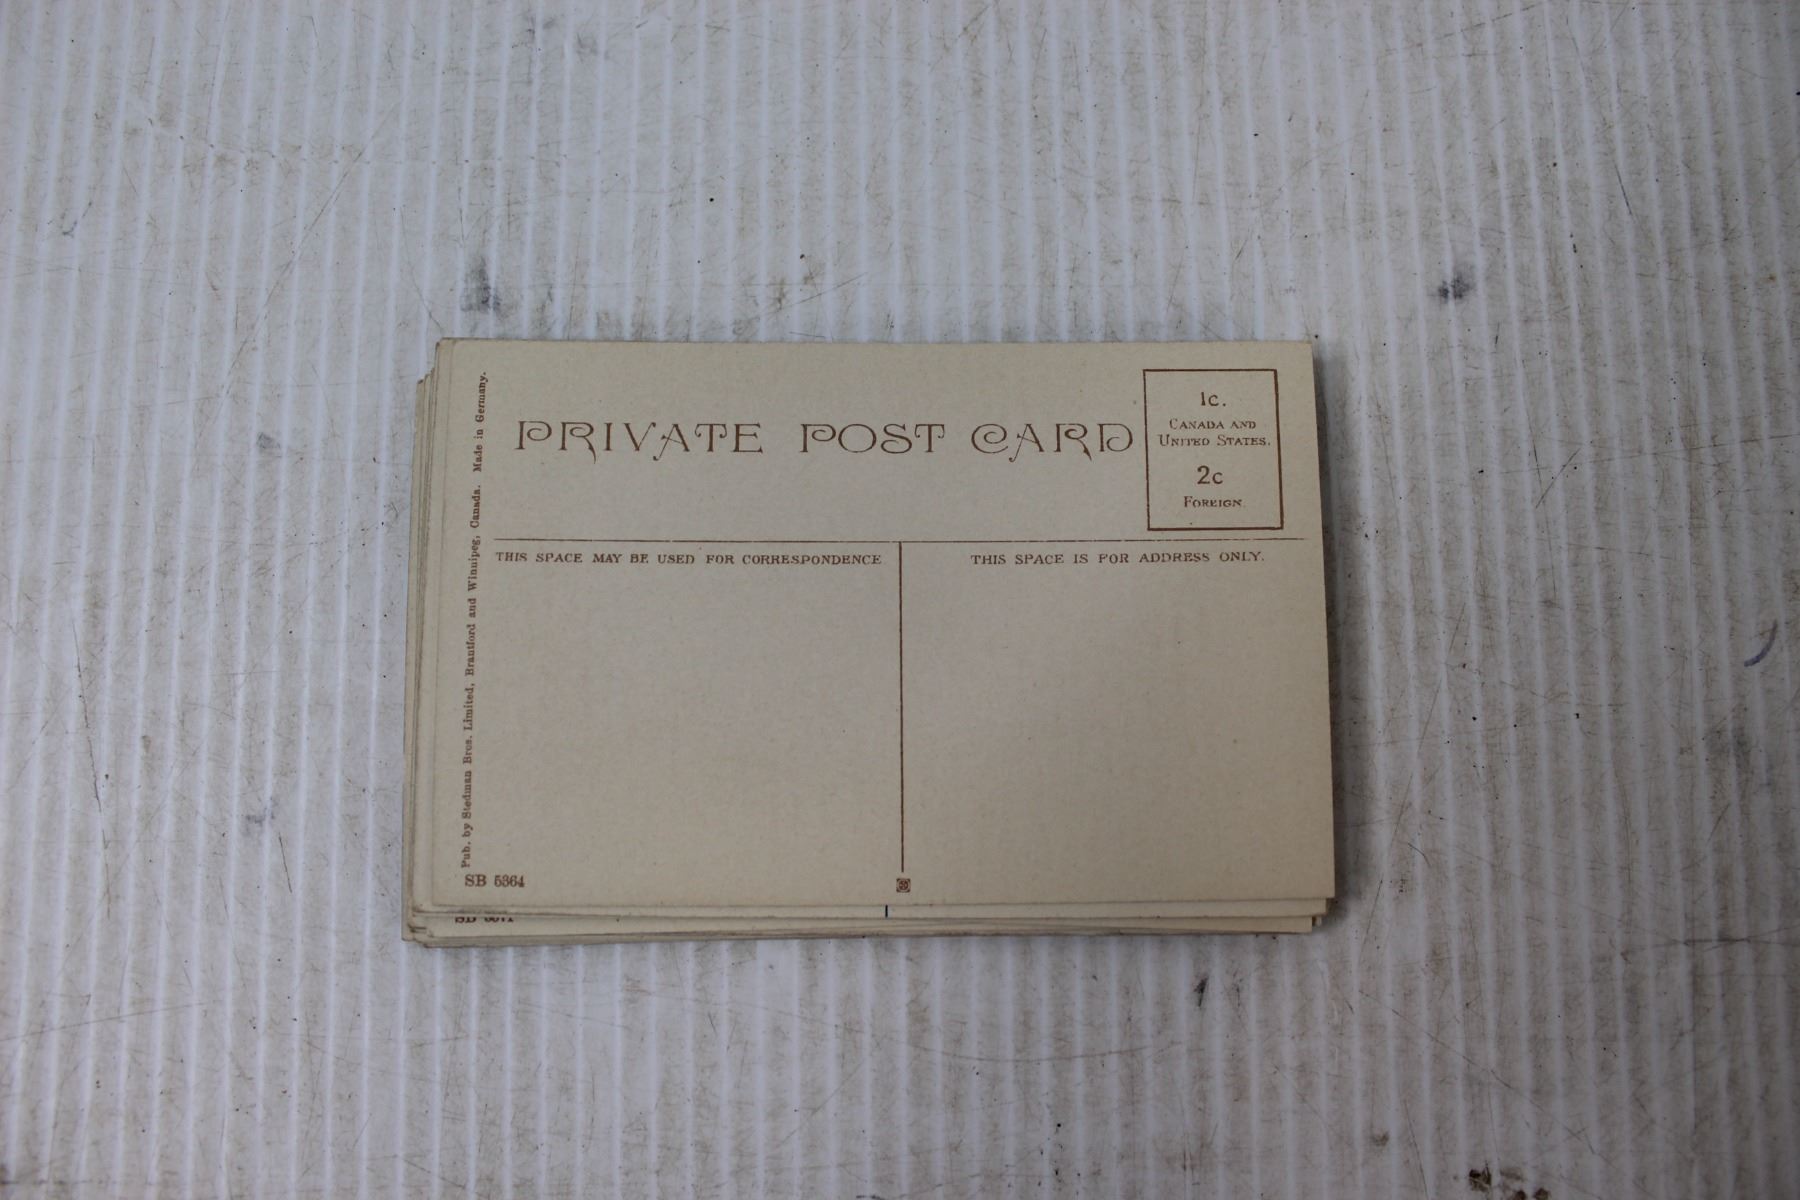 PRIVATE POST CARD
1c.
CANADA AND
UNITED STATES.
2c
FOREIGN
THIS SPACE MAY BE USED FOR CORRESPONDENCE
THIS SPACE IS FOR ADDRESS ONLY.
Pub. by Stedman Bros. Limited, Brantford and Winnipeg, Canada. Made in Germany.
SB 5364
SB